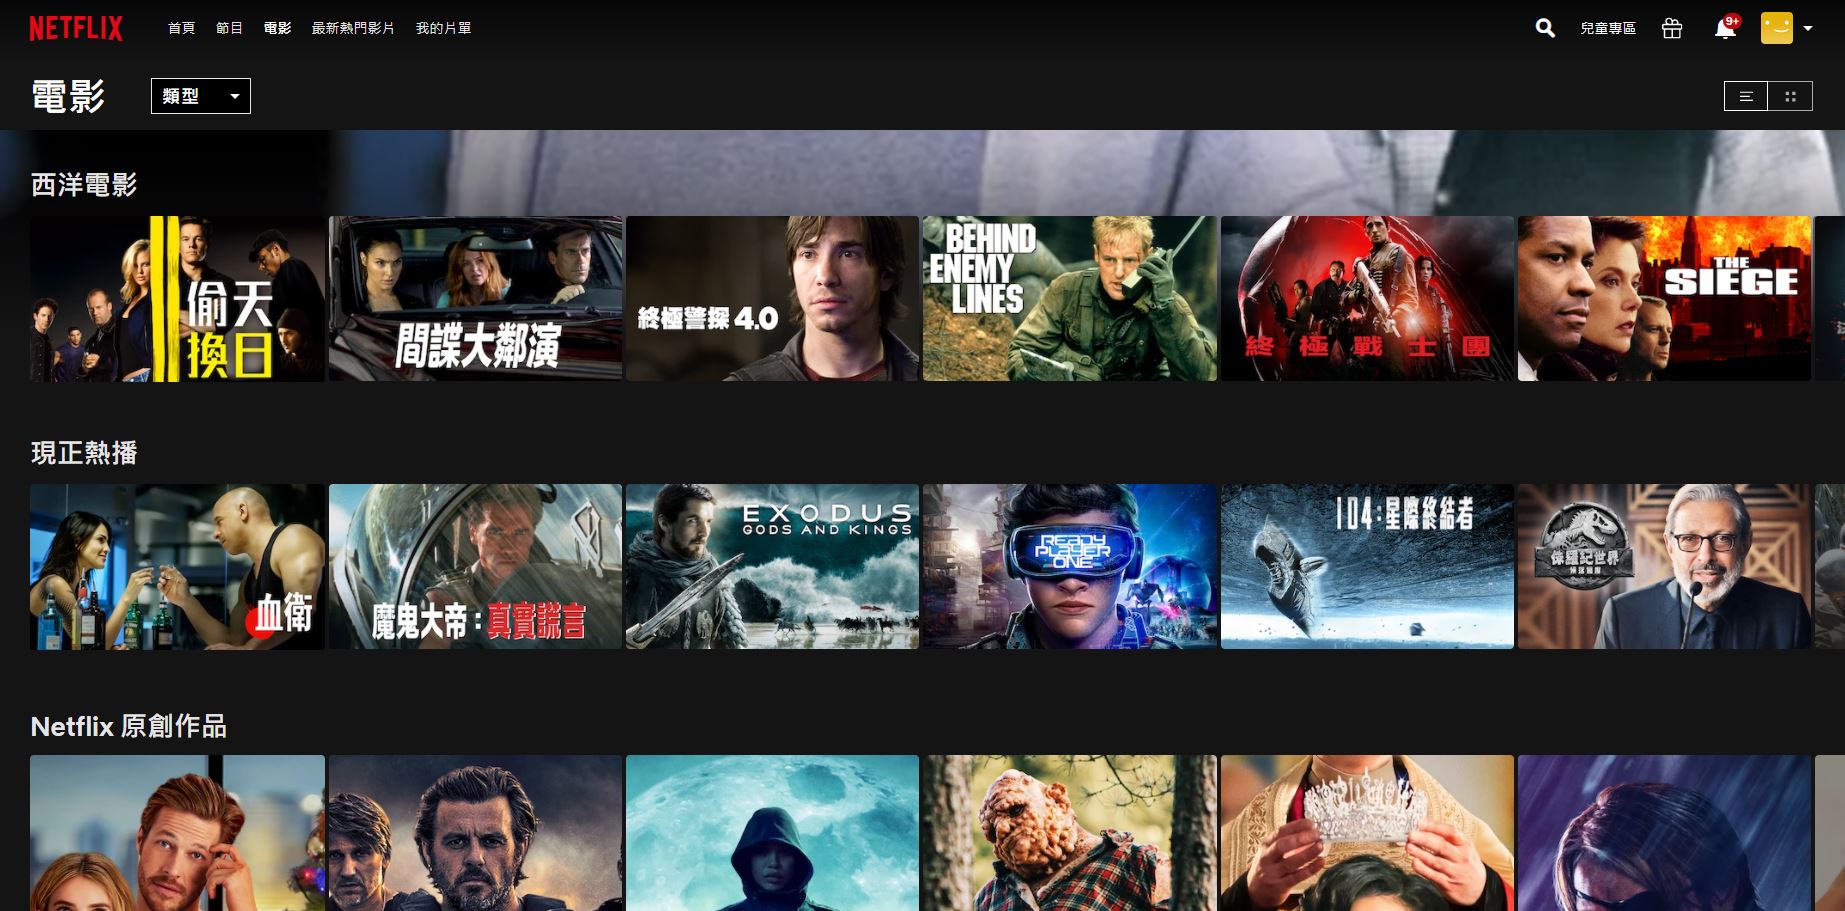 NETFLIX
首頁 節目 電影 最新熱門影片 我的片單
兒童專區
9+
電影
類型
西洋電影
偷天
換日
間諜大鄰演
終極警探 4.0
BEHIND
ENEMY
LINES
終極戰士團
THE
SIEGE
現正熱播
血衛
魔鬼大帝:真實謊言
EXODUS
GODS AND KINGS
READY
PLAYER
ONE
104:星際終結者
侏羅紀世界
Netflix 原創作品